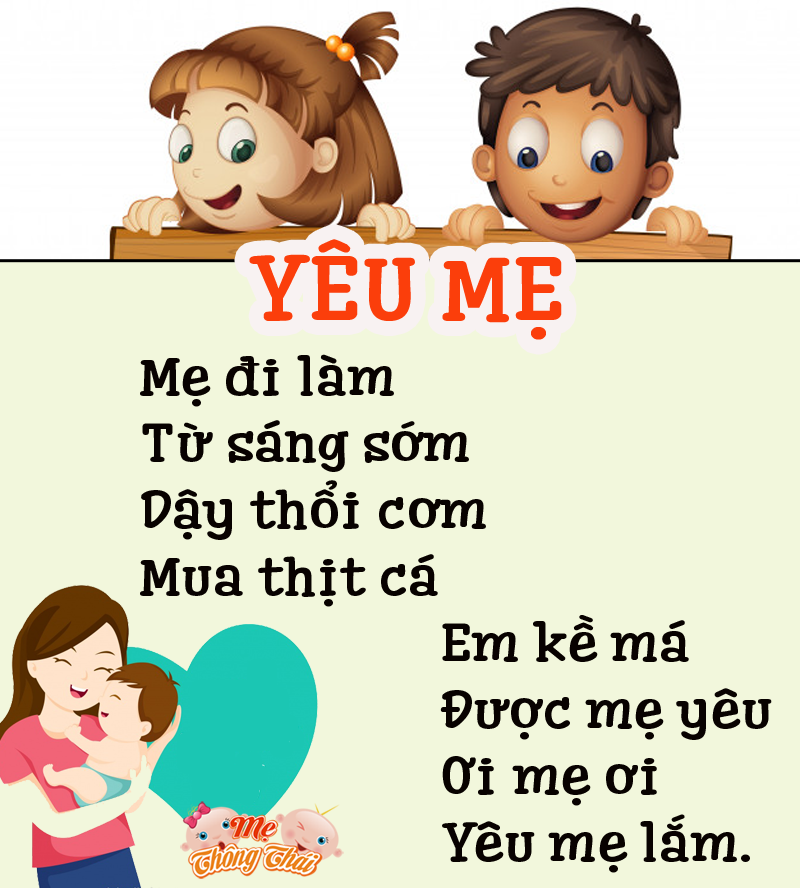 YÊU MẸ
Mẹ đi làm
Từ sáng sớm
Dậy thổi cơm
Mua thịt cá
Em kề má
Được mẹ yêu
Ơi mẹ ơi
Yêu mẹ lắm.
Mẹ
Thông Thái